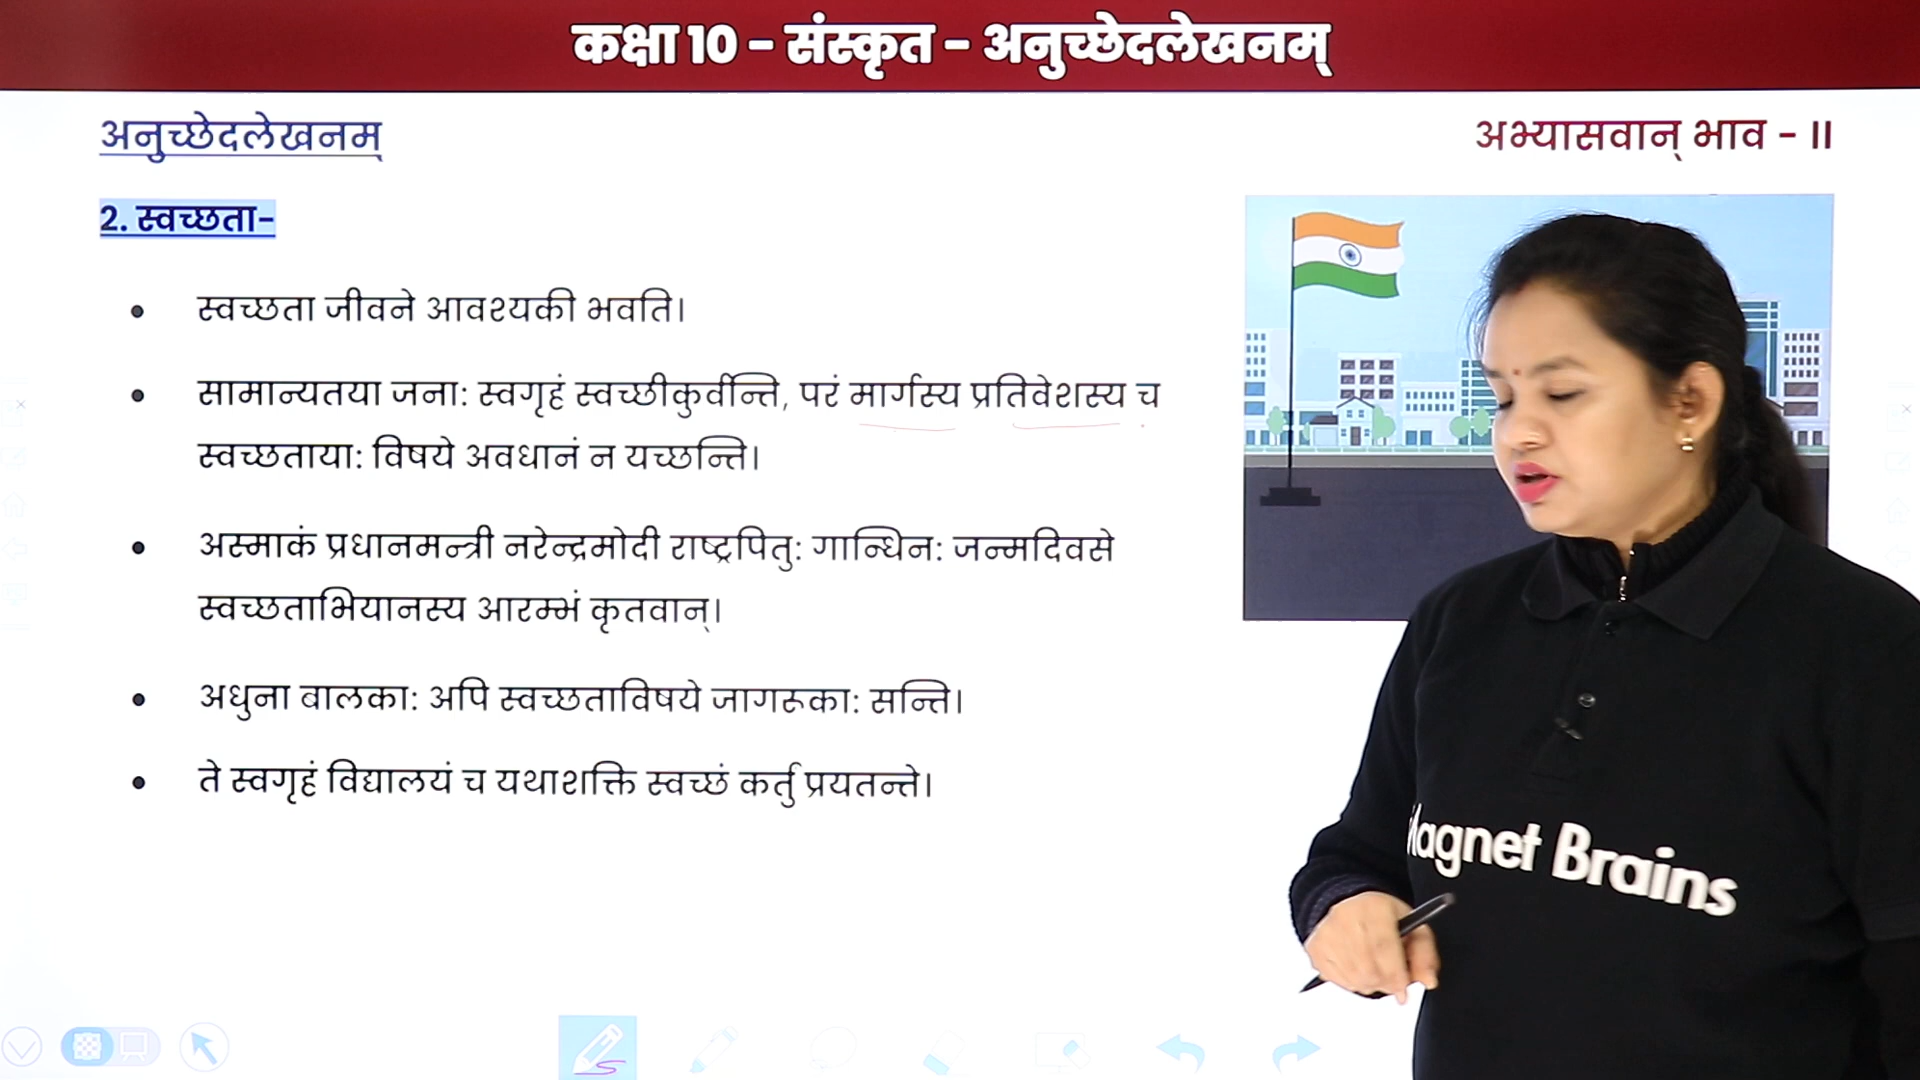 कक्षा 10 - संस्कृत - अनुच्छेदलेखनम्
अनुच्छेदलेखनम्
अभ्यासवान् भाव - II
2. स्वच्छता-
• स्वच्छता जीवने आवश्यकी भवति।
• सामान्यतया जनाः स्वगृहं स्वच्छीकुर्वन्ति, परं मार्गस्य प्रतिवेशस्य च
स्वच्छतायाः विषये अवधानं न यच्छन्ति।
• अस्माकं प्रधानमन्त्री नरेन्द्रमोदी राष्ट्रपितुः गान्धिनः जन्मदिवसे
स्वच्छताभियानस्य आरम्भं कृतवान्।
• अधुना बालकाः अपि स्वच्छताविषये जागरूकाः सन्ति।
• ते स्वगृहं विद्यालयं च यथाशक्ति स्वच्छं कर्तु प्रयतन्ते।
Magnet Brains